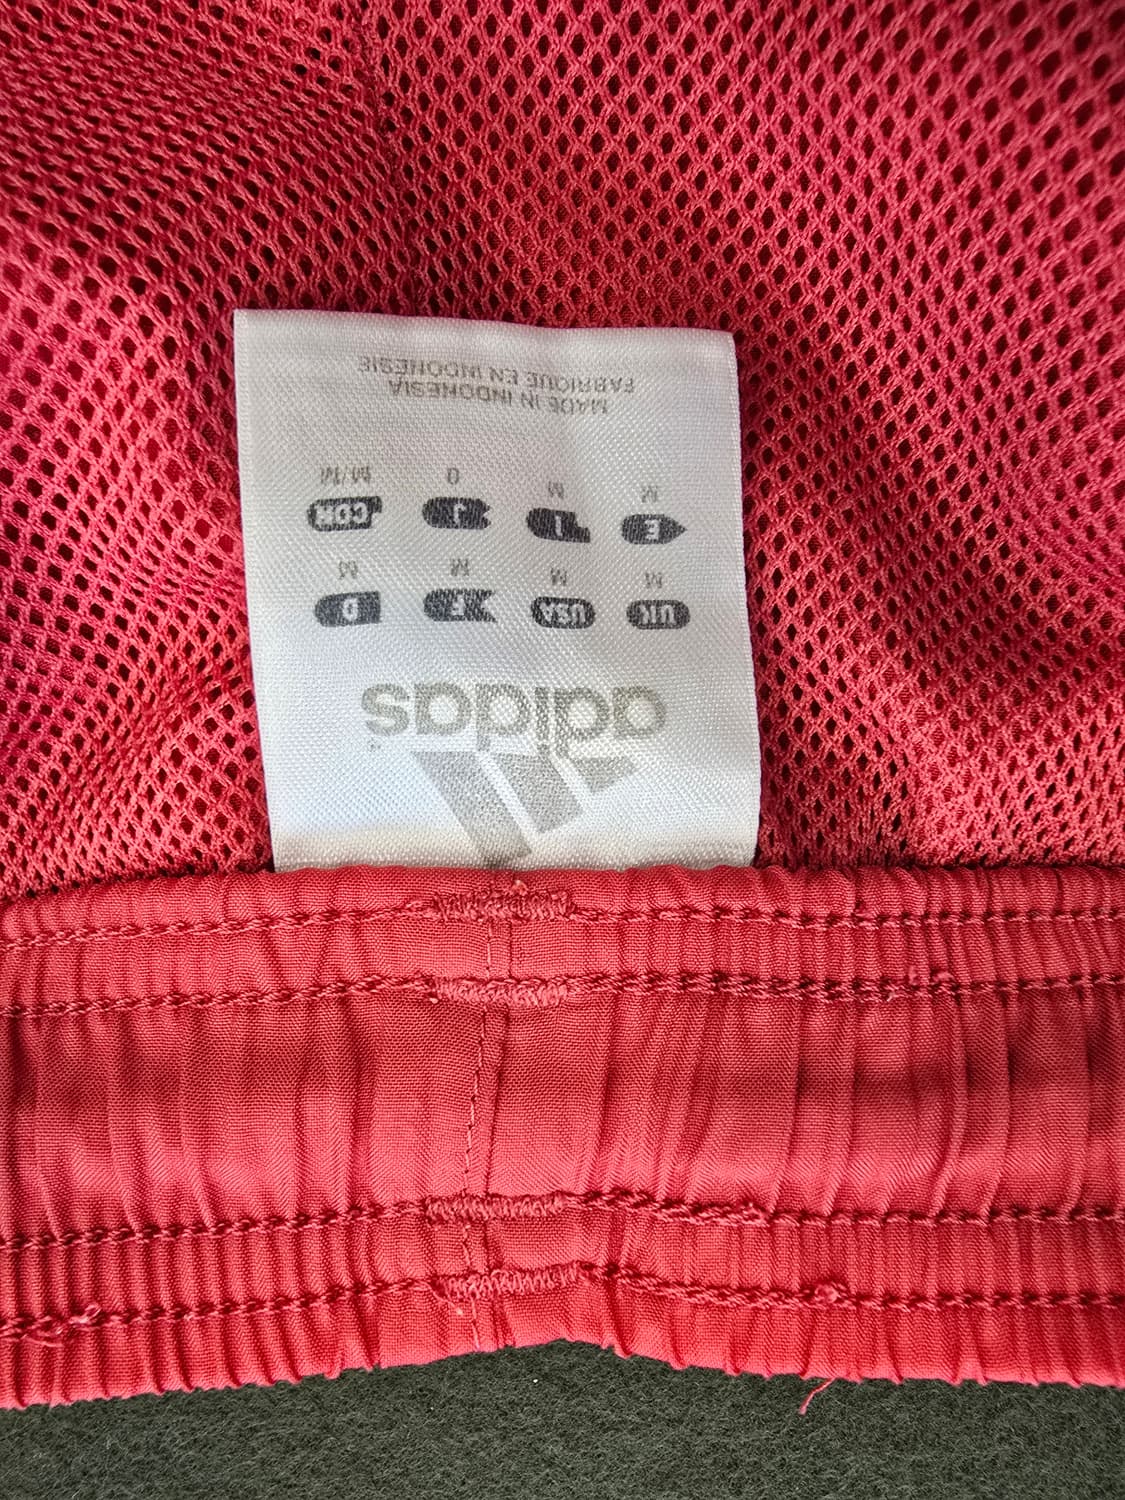 adidas
UK USA F D
M M M M
E I J CDN
M M O M/M
MADE IN INDONESIA
FABRIQUE EN INDONESIE